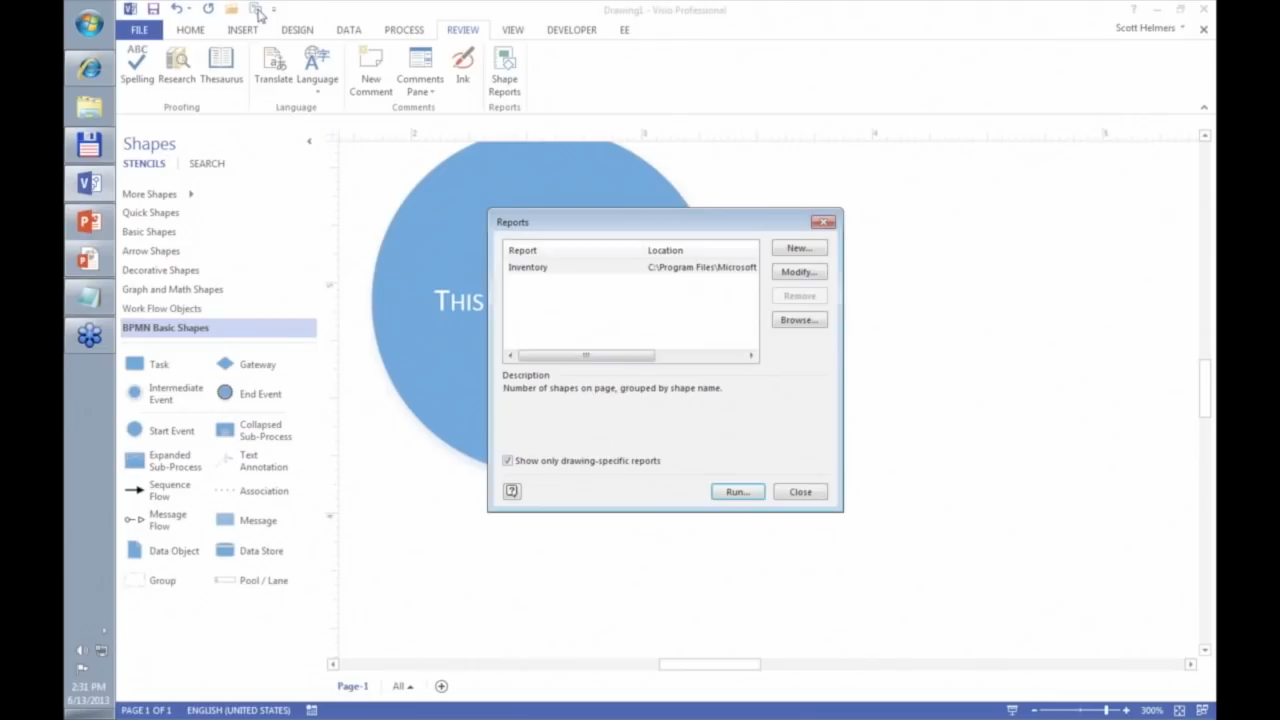 Drawing1 - Visio Professional
FILE HOME INSERT DESIGN DATA PROCESS REVIEW VIEW DEVELOPER EE
Scott Helmers
ABC
Spelling Research Thesaurus Translate Language New Comment Comments Pane Ink Shape Reports
Proofing Language Comments Reports
Shapes
STENCILS SEARCH
More Shapes
Quick Shapes
Basic Shapes
Arrow Shapes
Decorative Shapes
Graph and Math Shapes
Work Flow Objects
BPMN Basic Shapes
Task Gateway
Intermediate Event End Event
Start Event Collapsed Sub-Process
Expanded Sub-Process Text Annotation
Sequence Flow Association
Message Flow Message
Data Object Data Store
Group Pool / Lane
2 3 4 5
THIS
Reports
Report Location
Inventory C:\Program Files\Microsoft
New...
Modify...
Remove
Browse...
Description
Number of shapes on page, grouped by shape name.
Show only drawing-specific reports
Run... Close
Page-1 All
2:31 PM
6/13/2013
PAGE 1 OF 1 ENGLISH (UNITED STATES) 300%